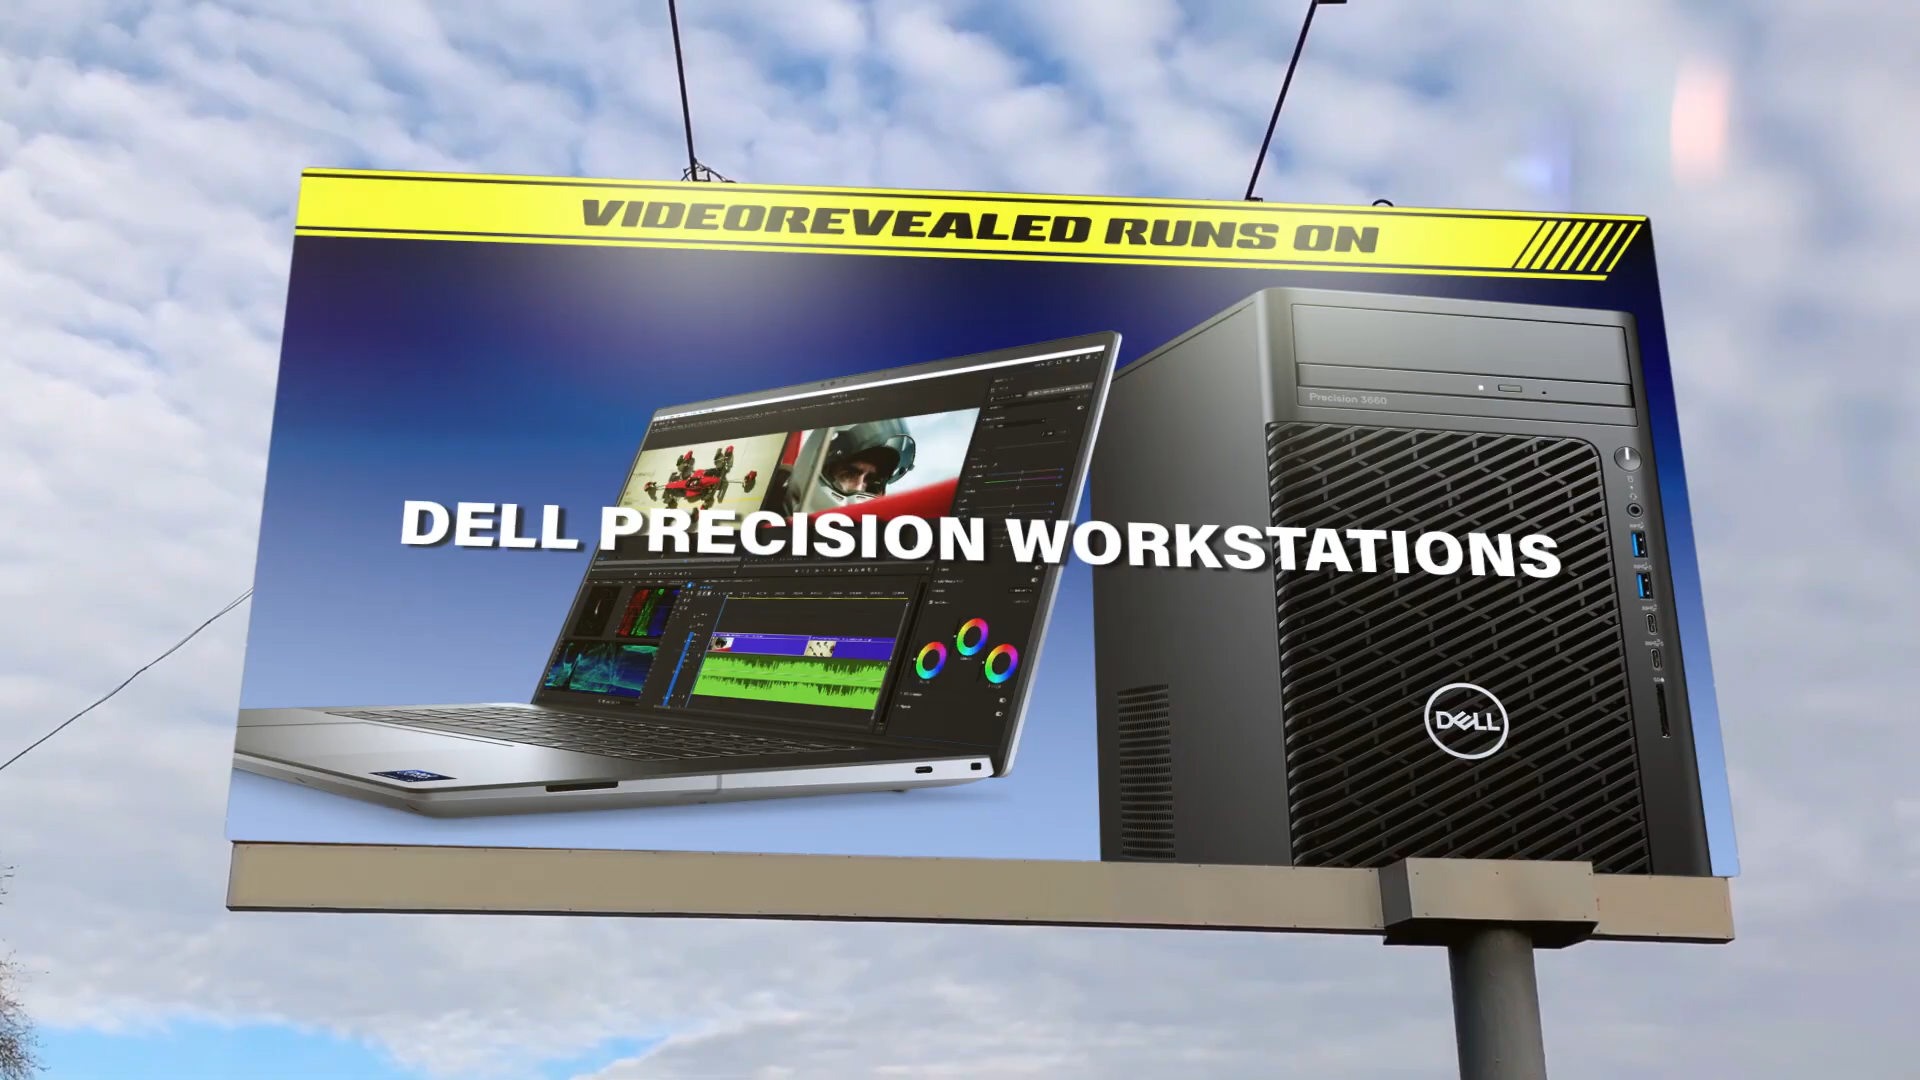 VIDEOREVEALED RUNS ON
Precision 3660
DELL PRECISION WORKSTATIONS
DELL